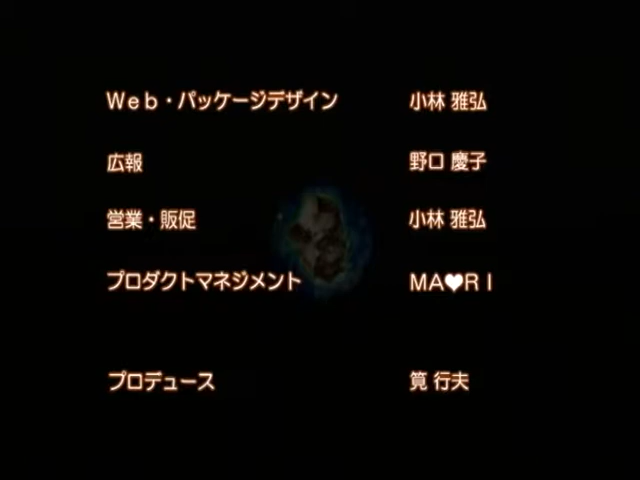 Ｗｅｂ・パッケージデザイン 小林 雅弘
広報 野口 慶子
営業・販促 小林 雅弘
プロダクトマネジメント ＭＡ♥ＲＩ
プロデュース 筧 行夫